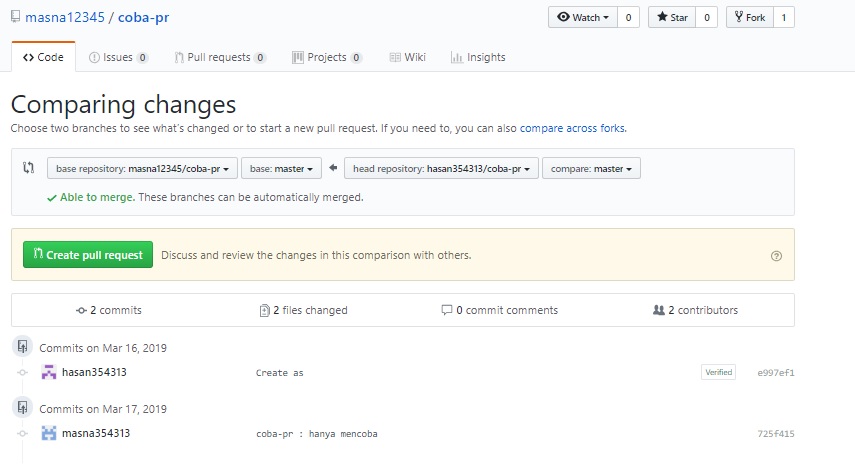 masna12345 / coba-pr
Watch 0 Star 0 Fork 1
Code Issues 0 Pull requests 0 Projects 0 Wiki Insights
Comparing changes
Choose two branches to see what's changed or to start a new pull request. If you need to, you can also compare across forks.
base repository: masna12345/coba-pr base: master head repository: hasan354313/coba-pr compare: master
Able to merge. These branches can be automatically merged.
Create pull request Discuss and review the changes in this comparison with others.
2 commits 2 files changed 0 commit comments 2 contributors
Commits on Mar 16, 2019
hasan354313 Create as Verified e997ef1
Commits on Mar 17, 2019
masna354313 coba-pr : hanya mencoba 725f415